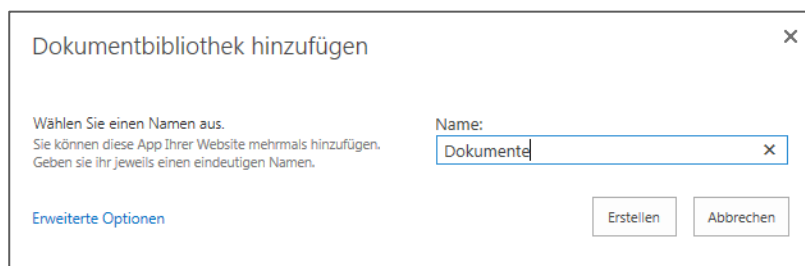 Dokumentbibliothek hinzufügen
Wählen Sie einen Namen aus.
Sie können diese App Ihrer Website mehrmals hinzufügen.
Geben sie ihr jeweils einen eindeutigen Namen.
Name:
Dokumente
Erweiterte Optionen
Erstellen
Abbrechen